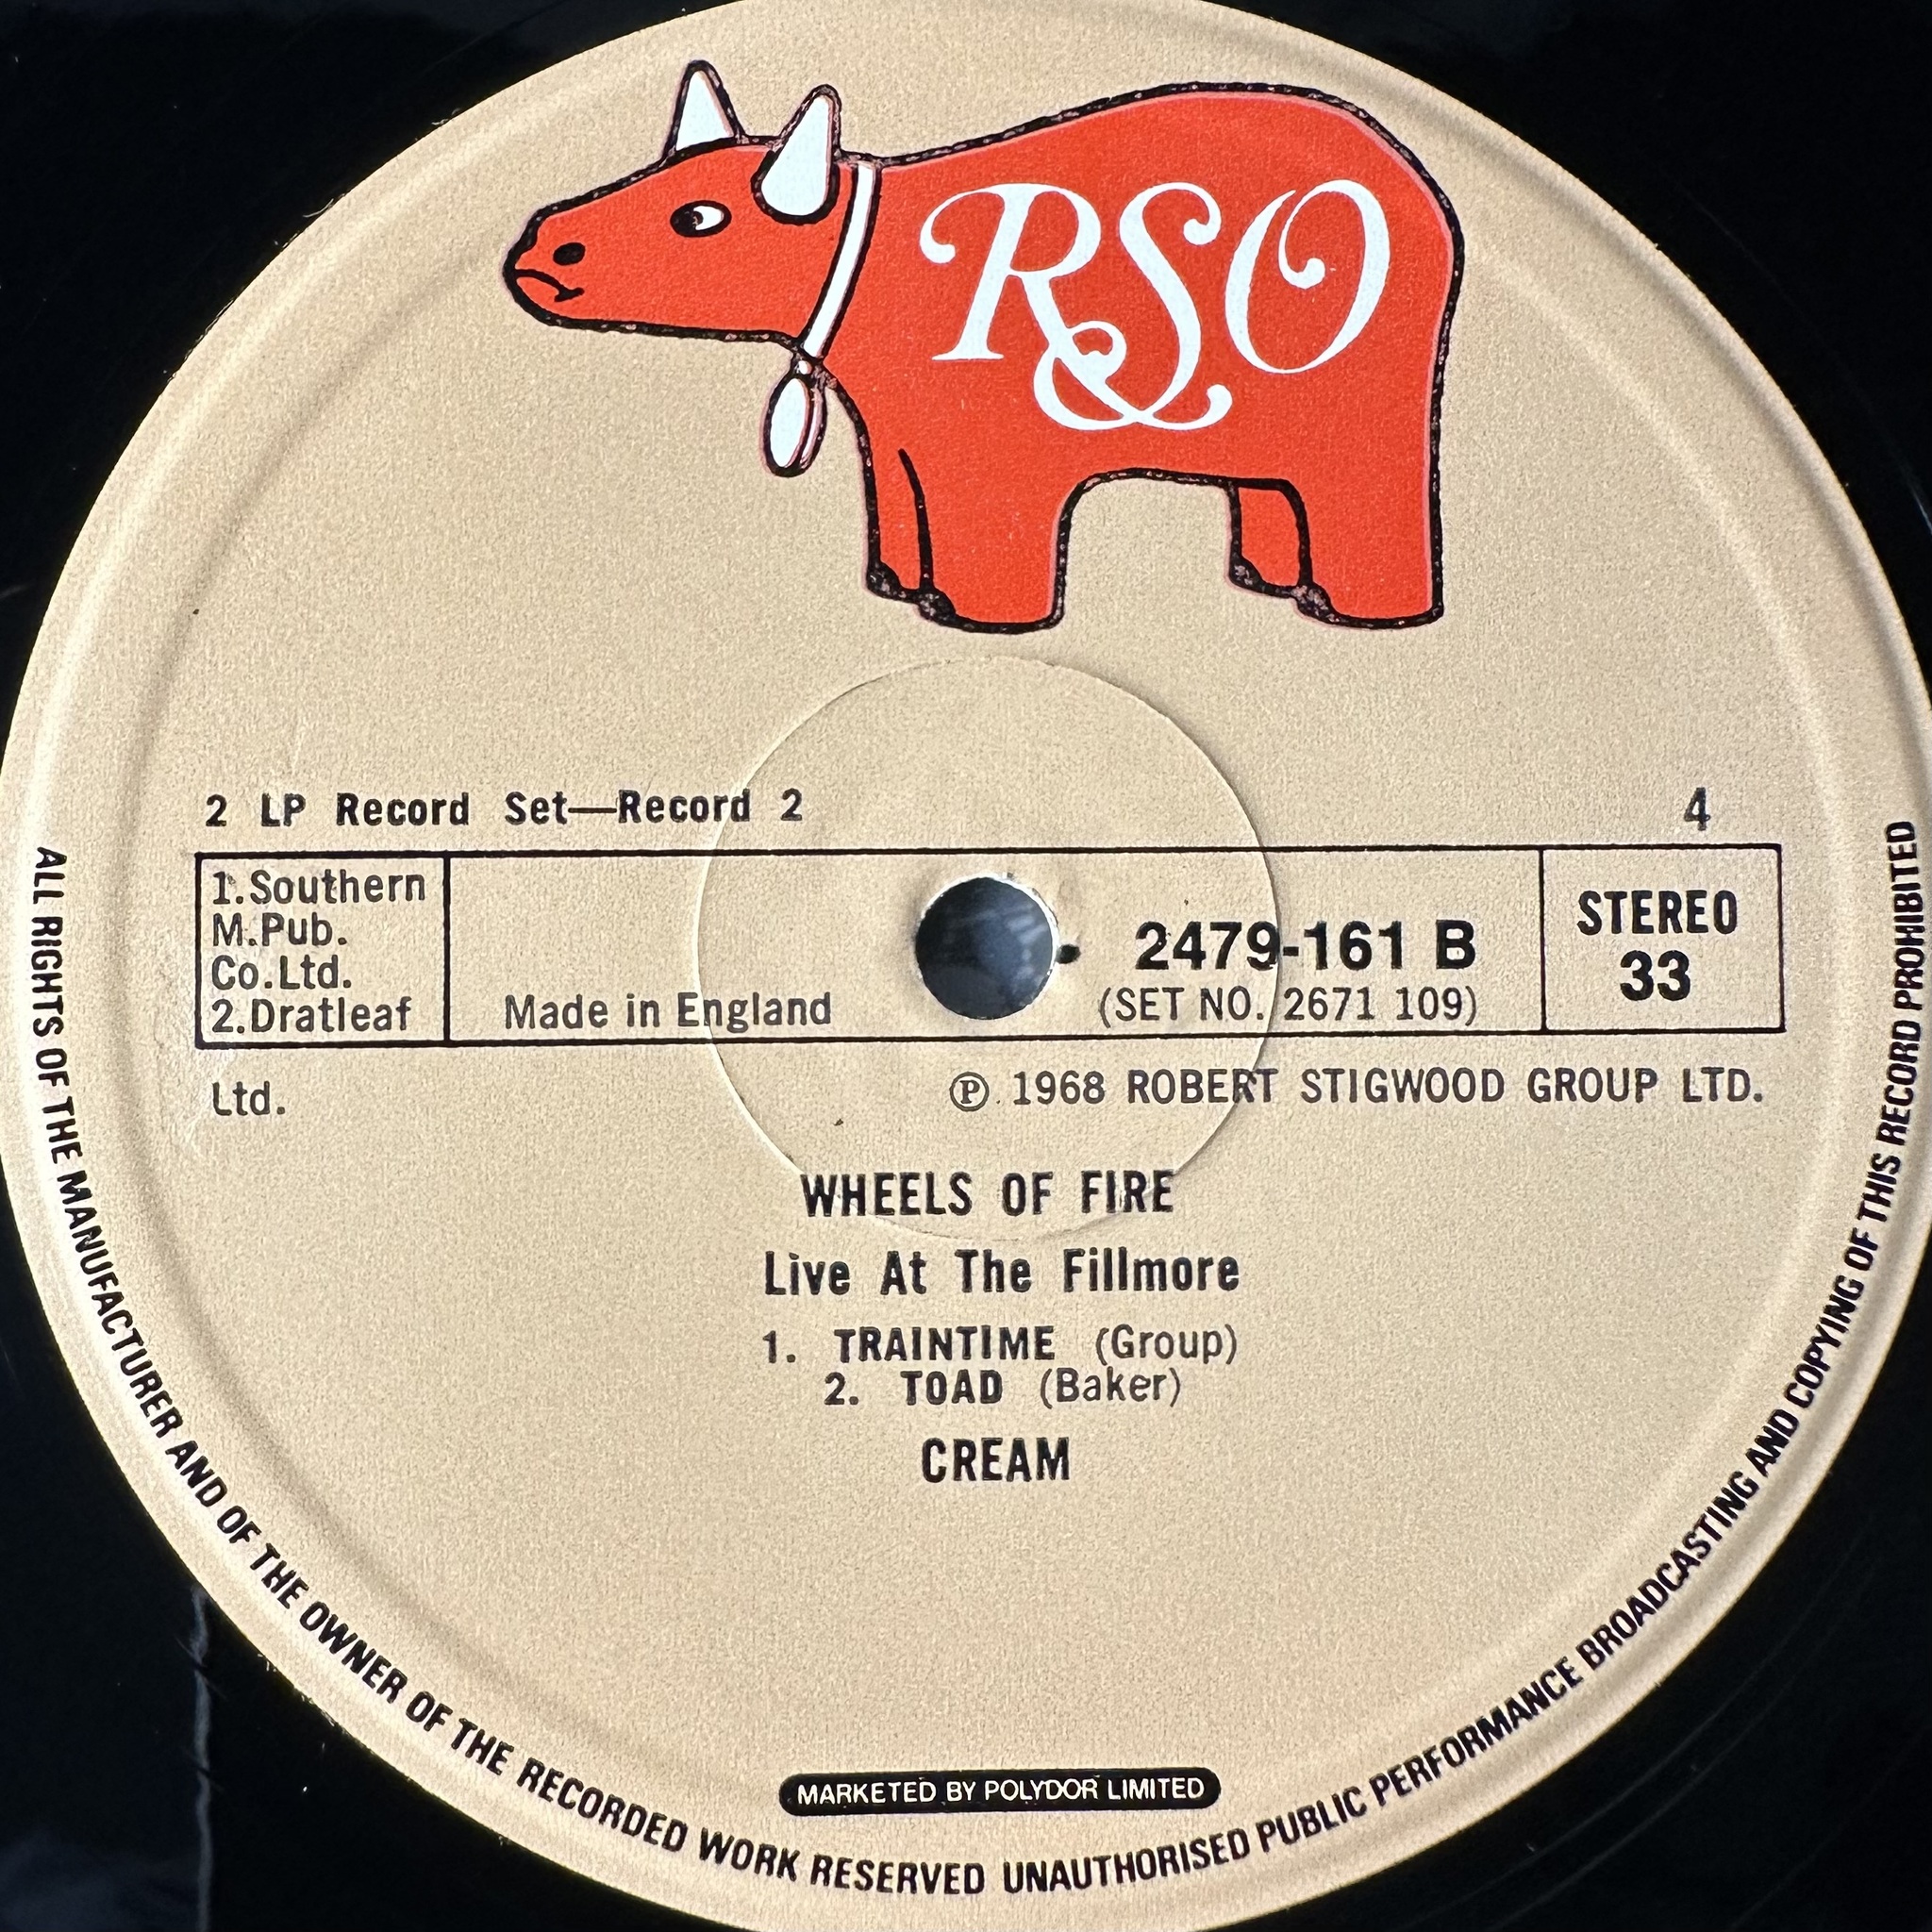 RSO
2 LP Record Set—Record 2
4
1.Southern
M.Pub.
Co.Ltd.
2.Dratleaf
Ltd.
Made in England
2479-161 B
(SET NO. 2671 109)
STEREO
33
℗ 1968 ROBERT STIGWOOD GROUP LTD.
WHEELS OF FIRE
Live At The Fillmore
1. TRAINTIME (Group)
2. TOAD (Baker)
CREAM
MARKETED BY POLYDOR LIMITED
ALL RIGHTS OF THE MANUFACTURER AND OF THE OWNER OF THE RECORDED WORK RESERVED UNAUTHORISED PUBLIC PERFORMANCE BROADCASTING AND COPYING OF THIS RECORD PROHIBITED